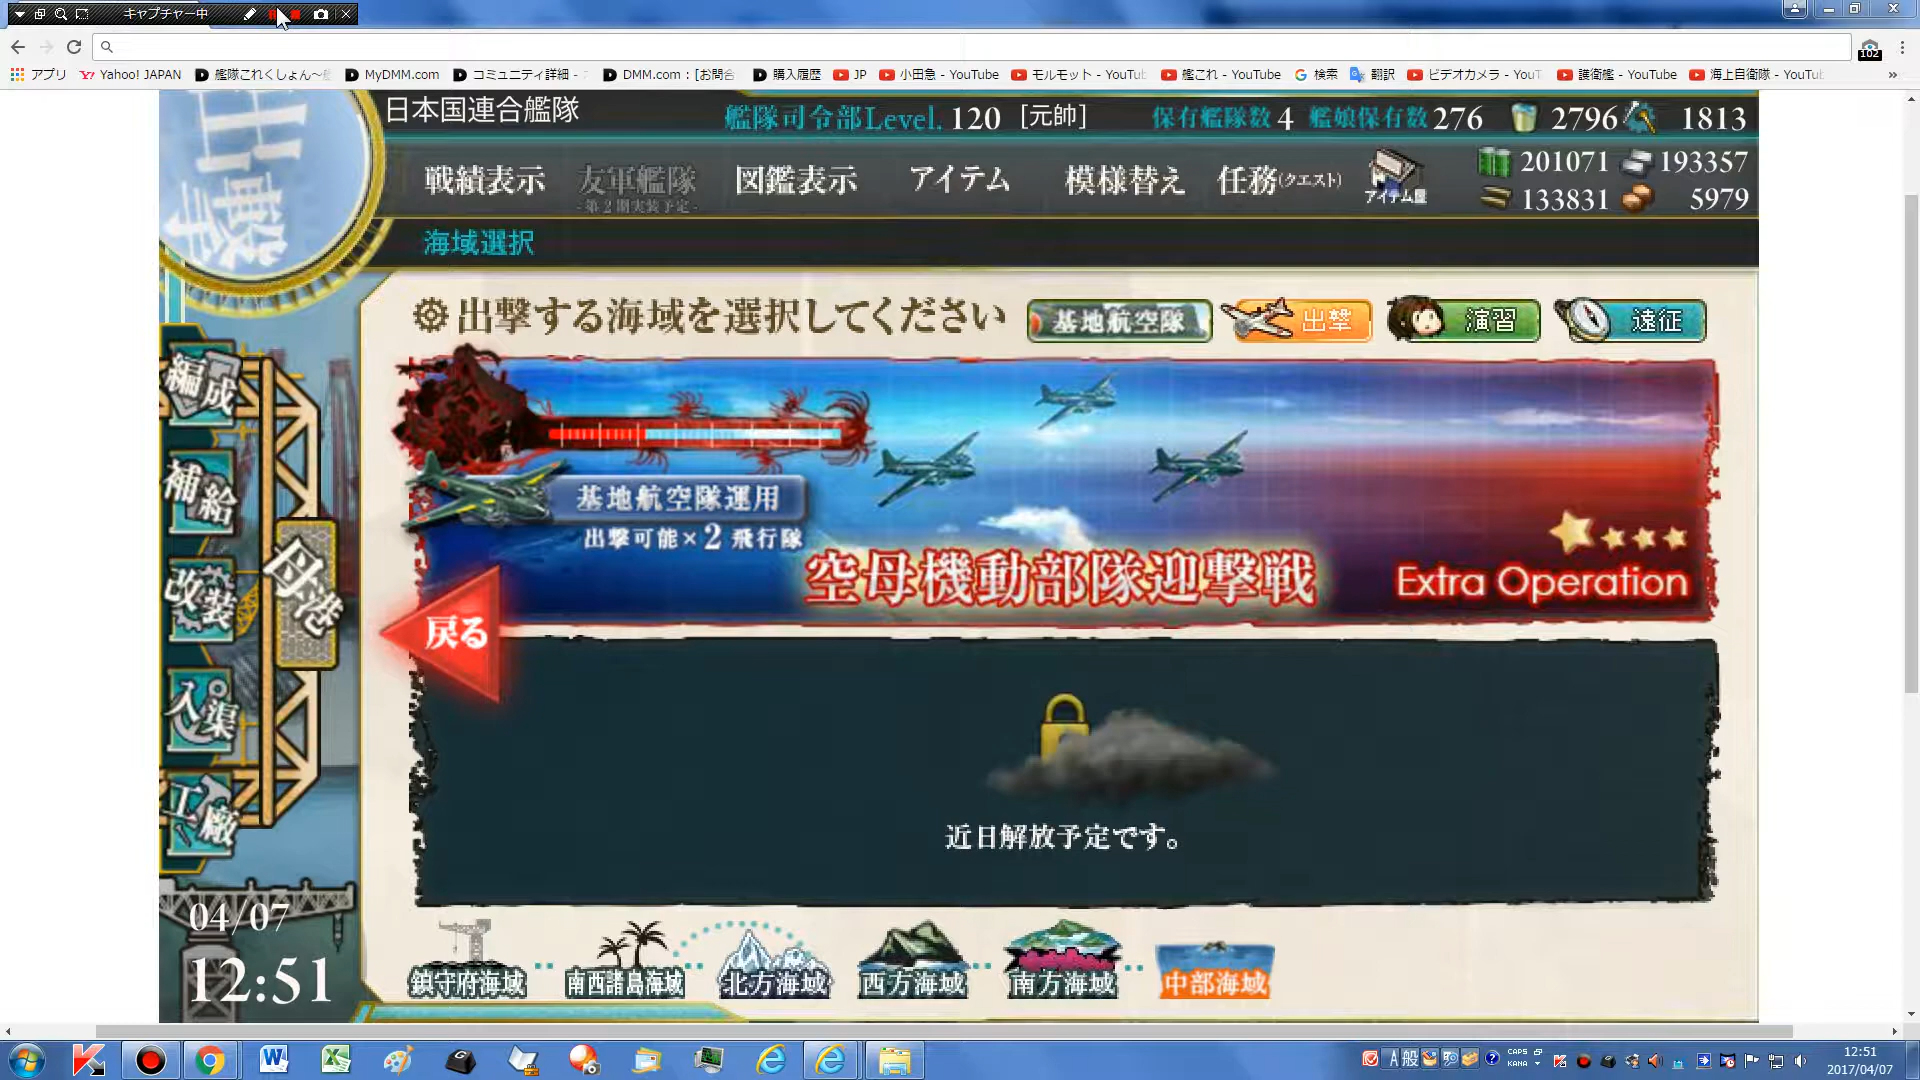 キャプチャー中
アプリ Yahoo! JAPAN 艦隊これくしょん～艦 MyDMM.com コミュニティ詳細 - DMM.com : [お問合 購入履歴 JP 小田急 - YouTube モルモット - YouTub 艦これ - YouTube 検索 翻訳 ビデオカメラ - YouT 護衛艦 - YouTube 海上自衛隊 - YouTub »
102
出撃
日本国連合艦隊 艦隊司令部Level. 120 [元帥] 保有艦隊数 4 艦娘保有数 276 2796 1813
戦績表示 友軍艦隊 図鑑表示 アイテム 模様替え 任務(クエスト) アイテム屋
-第2期実装予定-
201071 193357
133831 5979
海域選択
出撃する海域を選択してください 基地航空隊 出撃 演習 遠征
編成
補給
改装
入渠
工廠
母港
基地航空隊運用
出撃可能×2 飛行隊
空母機動部隊迎撃戦 Extra Operation
戻る
近日解放予定です。
鎮守府海域 南西諸島海域 北方海域 西方海域 南方海域 中部海域
04/07
12:51
A 般 CAPS KANA
12:51
2017/04/07